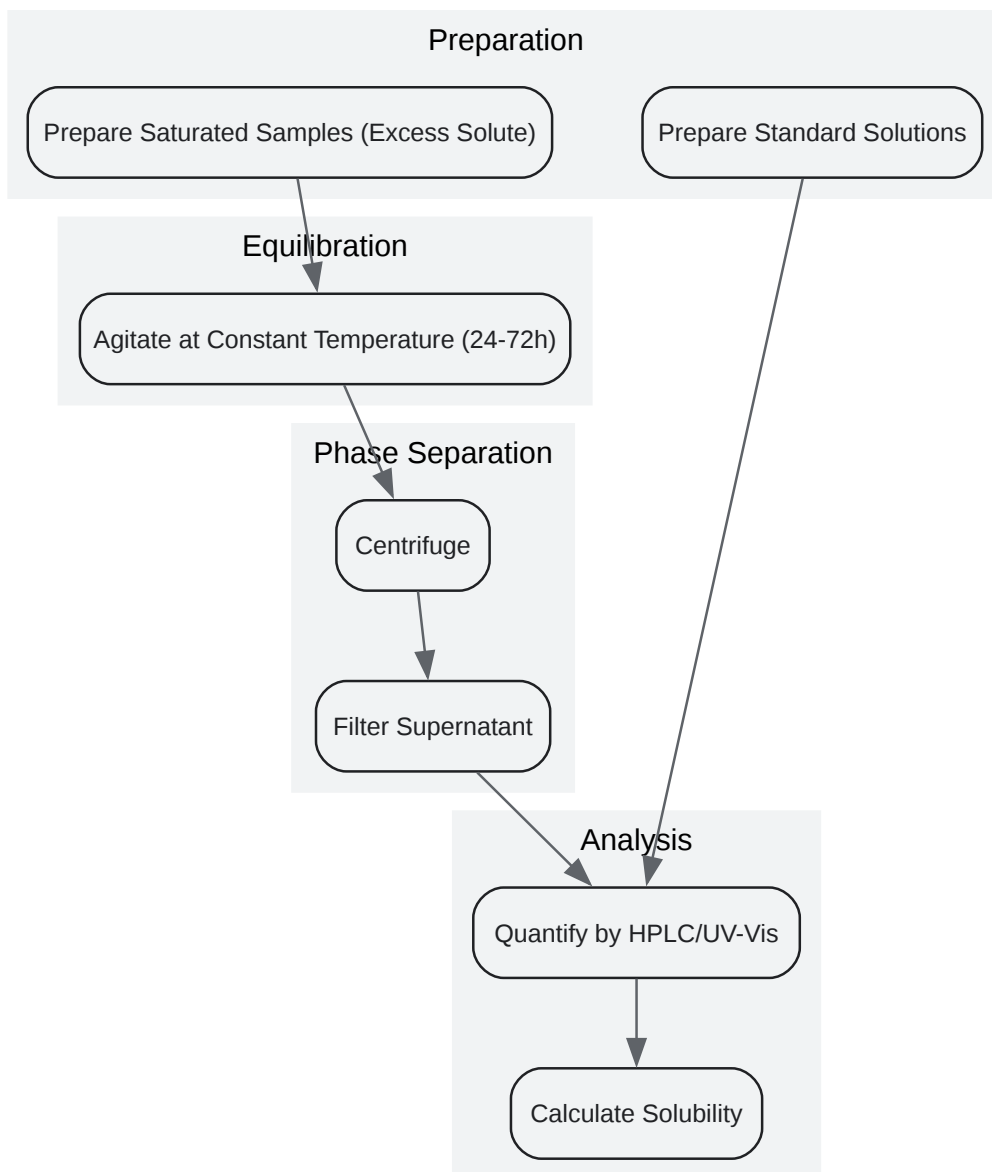 Preparation
Prepare Saturated Samples (Excess Solute)
Prepare Standard Solutions
Equilibration
Agitate at Constant Temperature (24-72h)
Phase Separation
Centrifuge
Filter Supernatant
Analysis
Quantify by HPLC/UV-Vis
Calculate Solubility